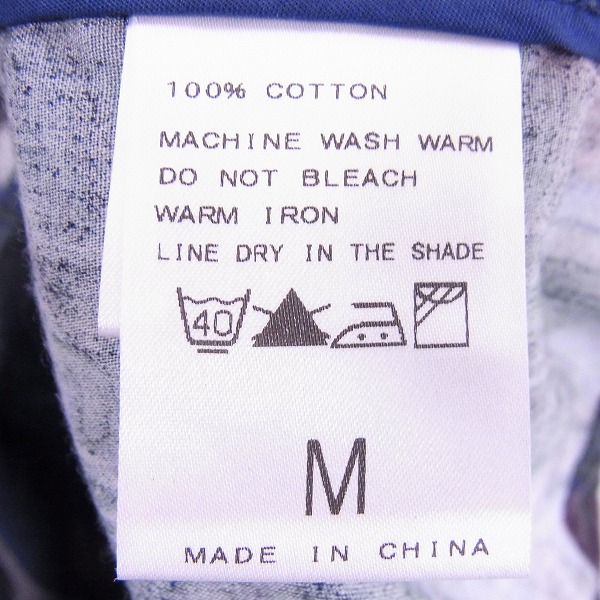 100% COTTON
MACHINE WASH WARM
DO NOT BLEACH
WARM IRON
LINE DRY IN THE SHADE
40
M
MADE IN CHINA